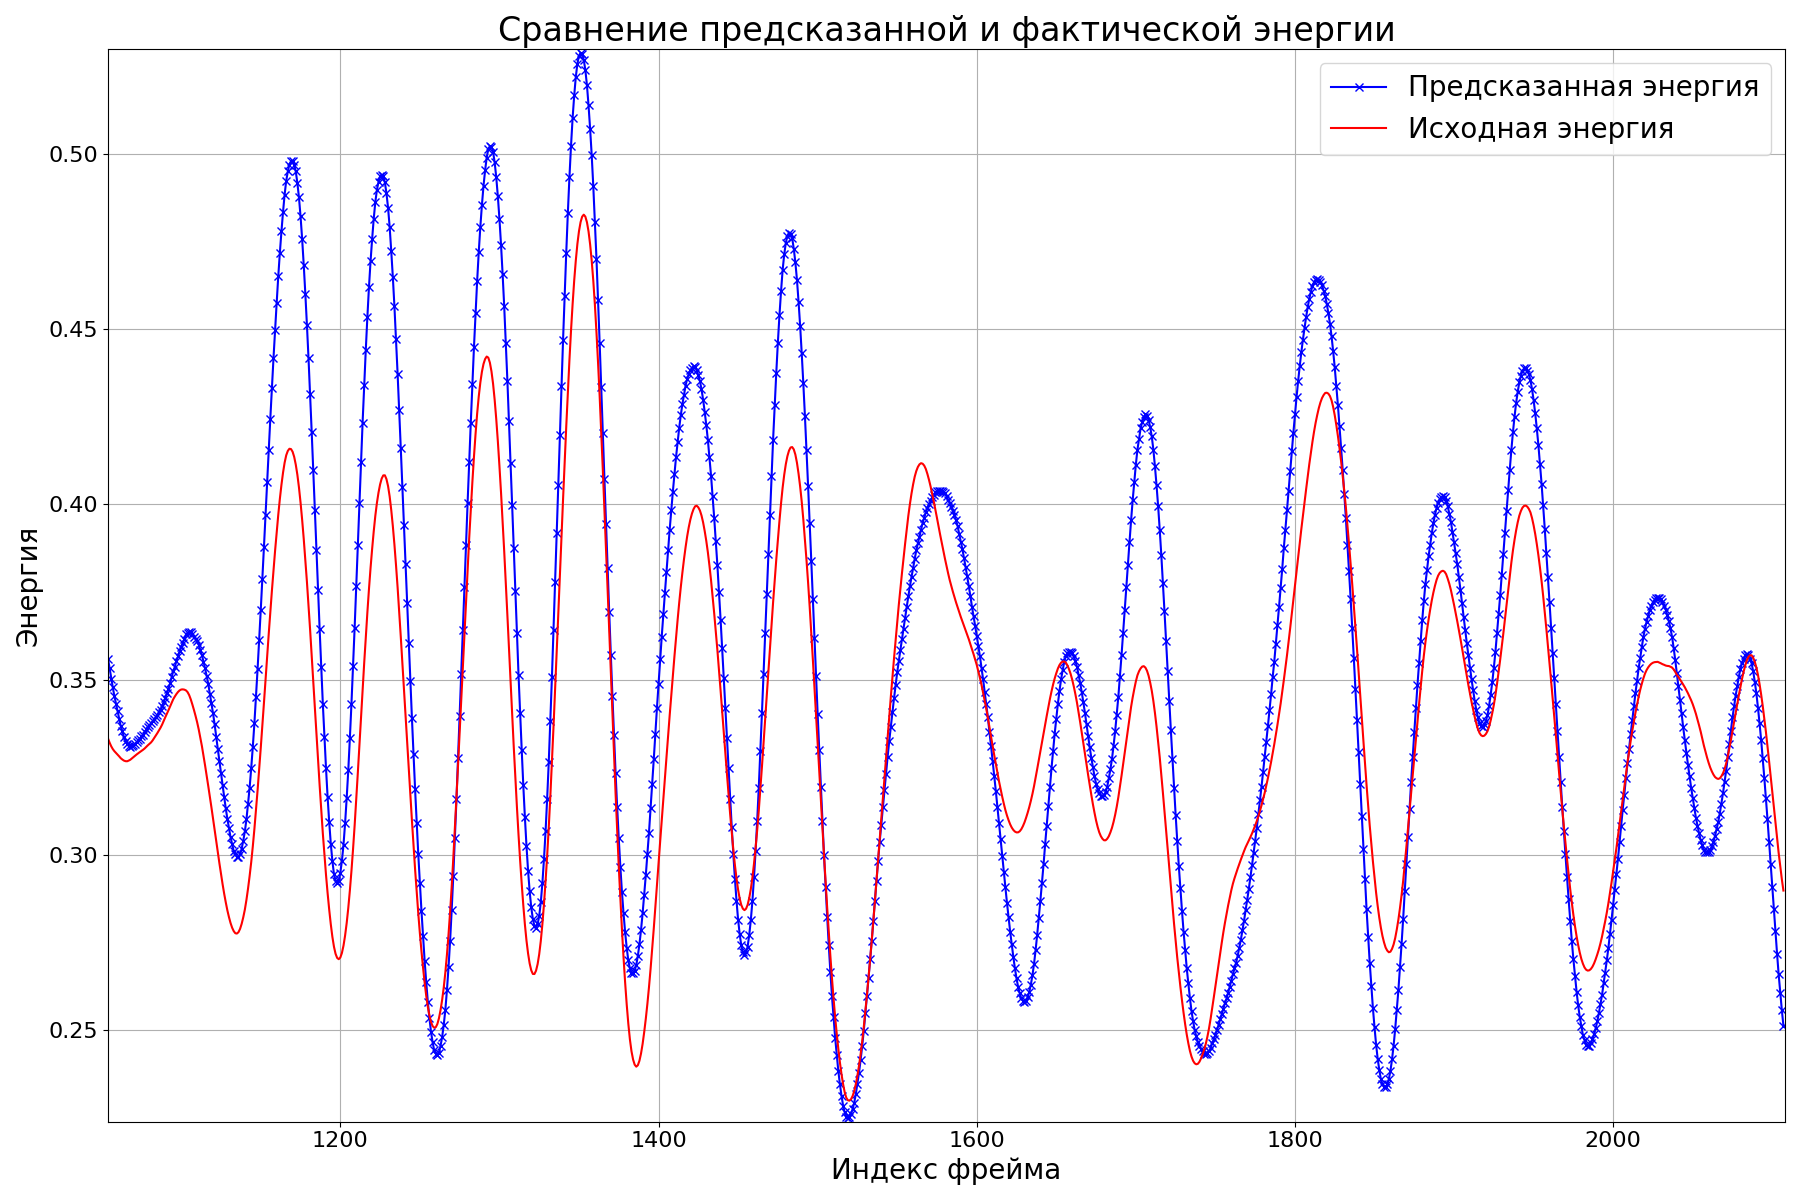 Сравнение предсказанной и фактической энергии
Предсказанная энергия
Исходная энергия
Энергия
0.50
0.45
0.40
0.35
0.30
0.25
1200 1400 1600 1800 2000
Индекс фрейма